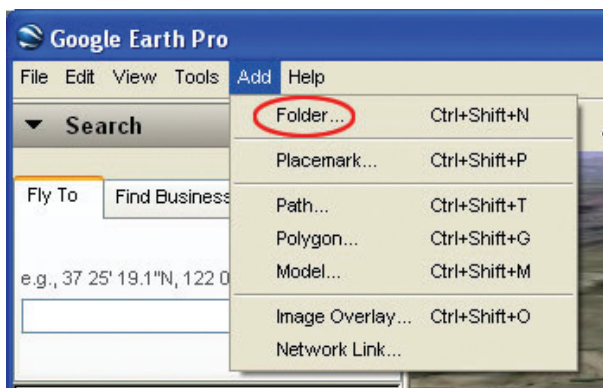 Google Earth Pro
File Edit View Tools Add Help
Search
Folder... Ctrl+Shift+N
Placemark... Ctrl+Shift+P
Fly To Find Business
Path... Ctrl+Shift+T
Polygon... Ctrl+Shift+G
e.g., 37 25' 19.1"N, 122 0
Model... Ctrl+Shift+M
Image Overlay... Ctrl+Shift+O
Network Link...